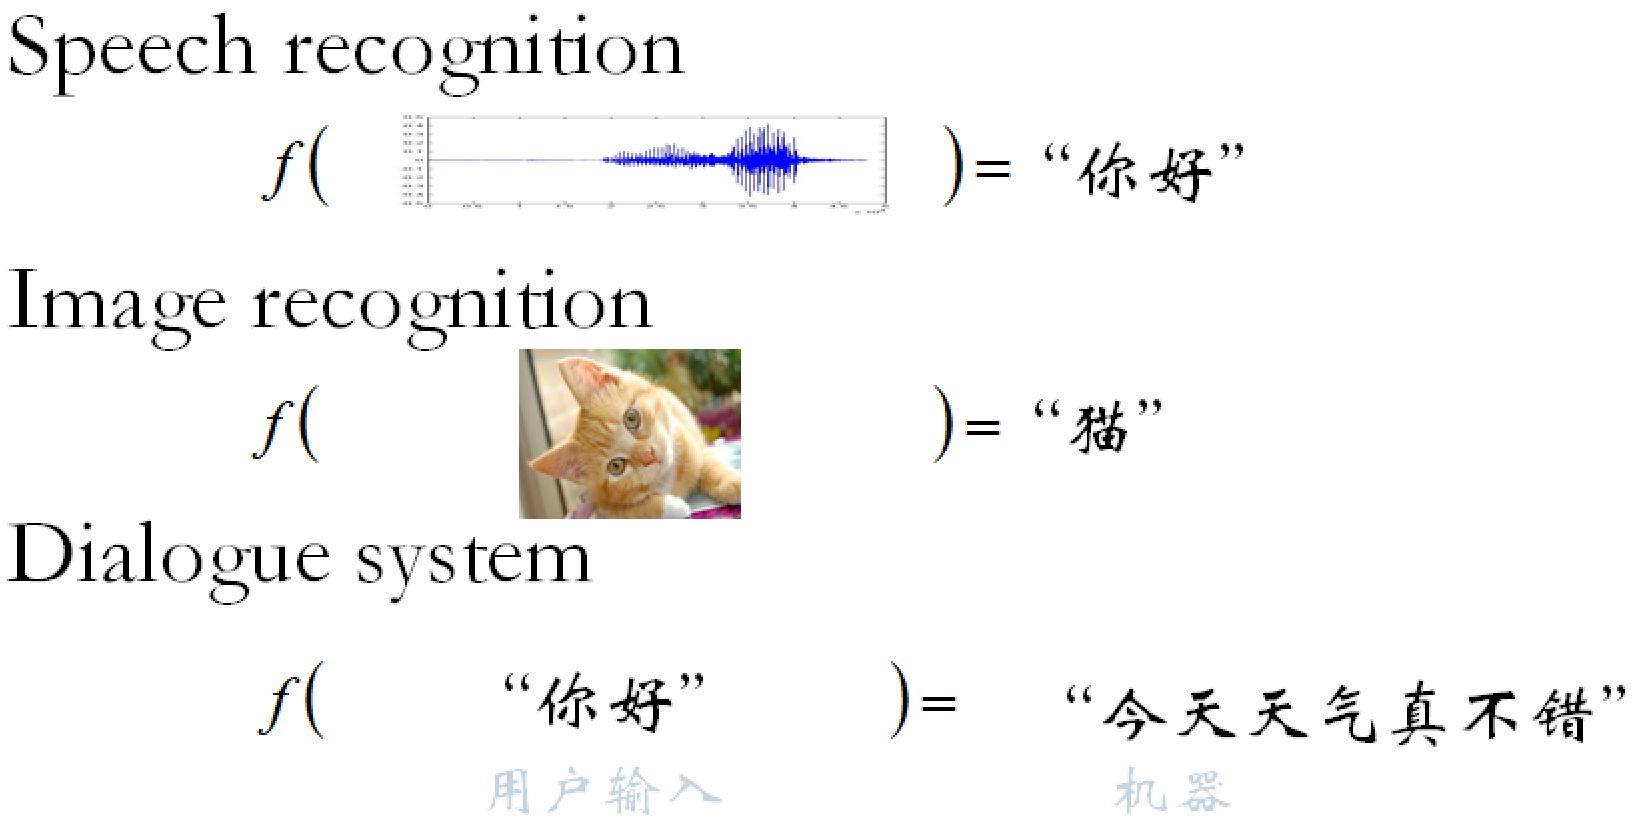 Speech recognition
f( )= “你好”
Image recognition
f( )= “猫”
Dialogue system
f( “你好” )= “今天天气真不错”
用户输入 机器